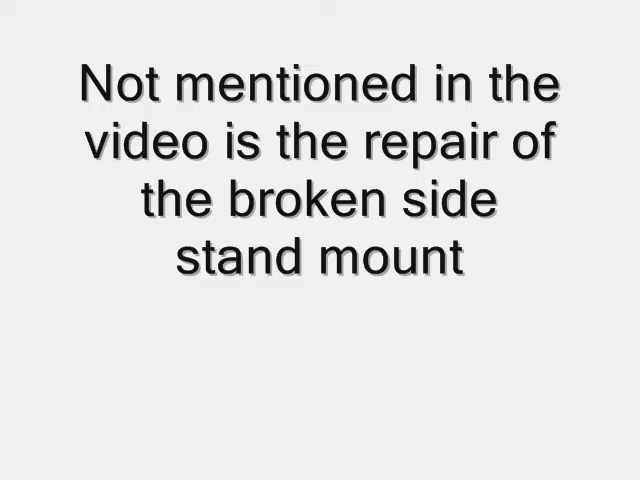 Not mentioned in the
video is the repair of
the broken side
stand mount